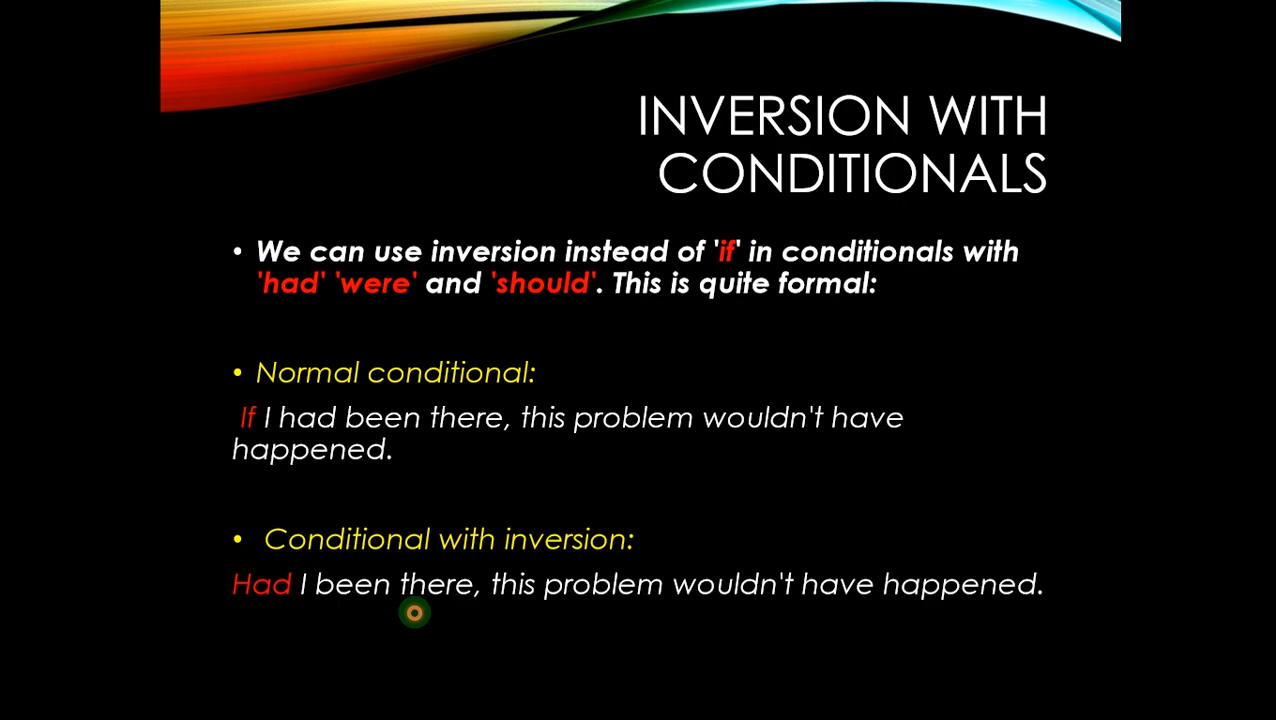 INVERSION WITH
CONDITIONALS
• We can use inversion instead of 'if' in conditionals with
'had' 'were' and 'should'. This is quite formal:
• Normal conditional:
If I had been there, this problem wouldn't have
happened.
• Conditional with inversion:
Had I been there, this problem wouldn't have happened.